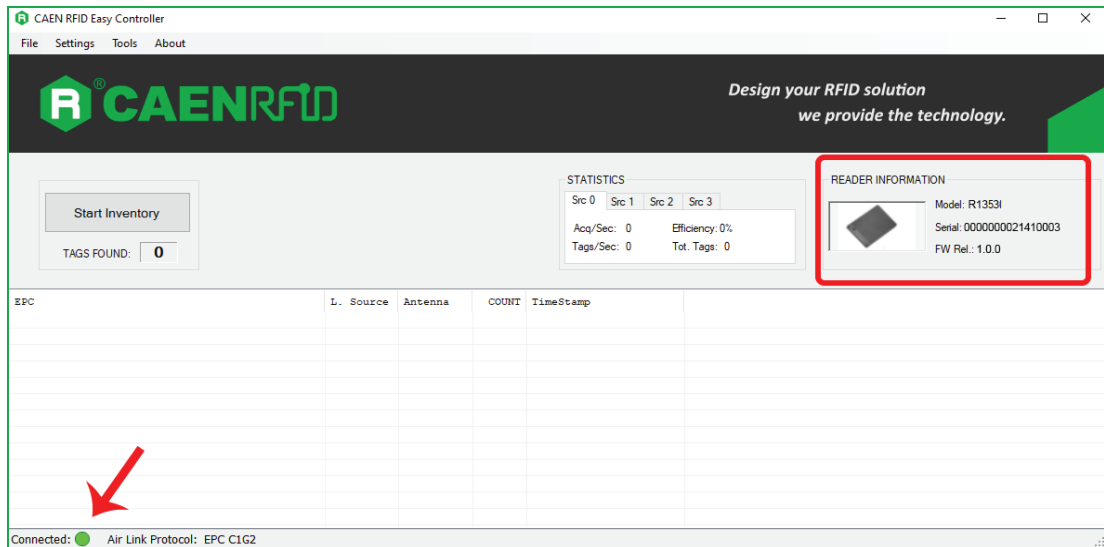 CAEN RFID Easy Controller
File Settings Tools About
R ® CAENRFID
Design your RFID solution
we provide the technology.
Start Inventory
TAGS FOUND: 0
STATISTICS
Src 0 Src 1 Src 2 Src 3
Acq/Sec: 0 Efficiency: 0%
Tags/Sec: 0 Tot. Tags: 0
READER INFORMATION
Model: R1353I
Serial: 0000000021410003
FW Rel.: 1.0.0
EPC L. Source Antenna COUNT TimeStamp
Connected: Air Link Protocol: EPC C1G2